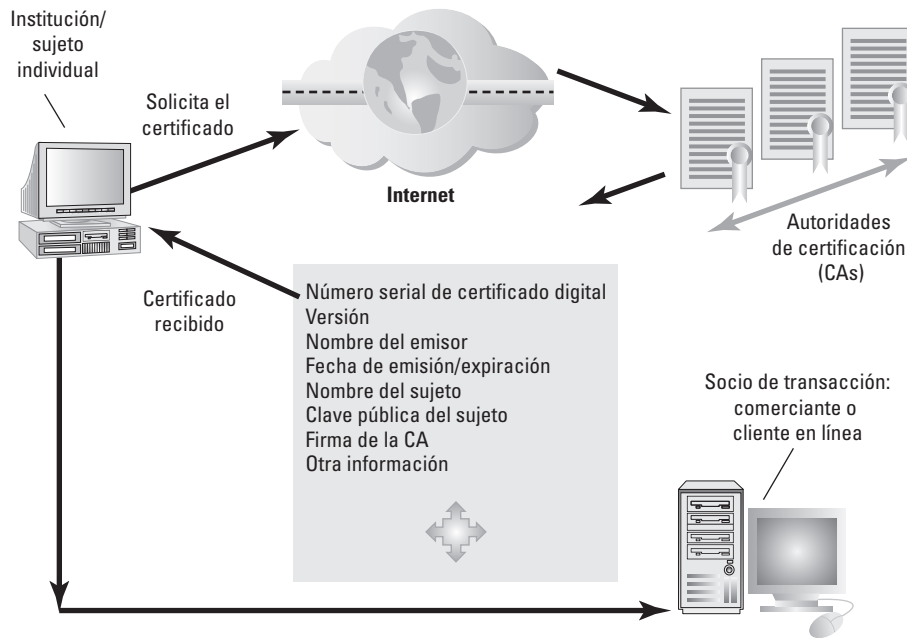 Institución/
sujeto
individual
Solicita el
certificado
Internet
Autoridades
de certificación
(CAs)
Certificado
recibido
Número serial de certificado digital
Versión
Nombre del emisor
Fecha de emisión/expiración
Nombre del sujeto
Clave pública del sujeto
Firma de la CA
Otra información
Socio de transacción:
comerciante o
cliente en línea